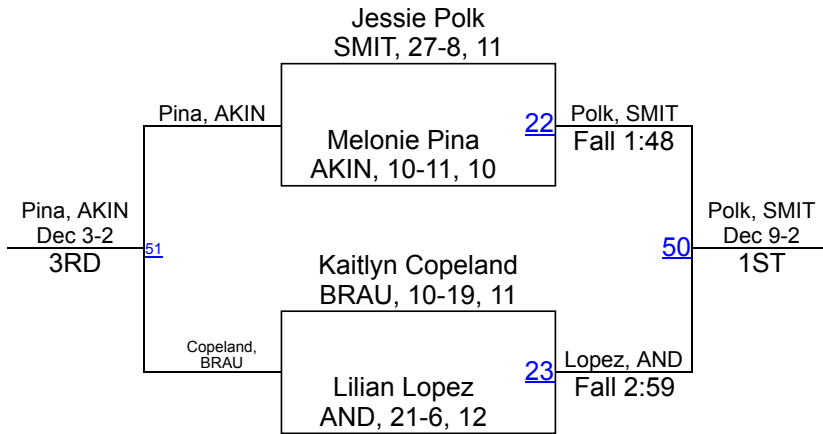 Jessie Polk
SMIT, 27-8, 11
Pina, AKIN
22
Polk, SMIT
Fall 1:48
Melonie Pina
AKIN, 10-11, 10
Pina, AKIN
Dec 3-2
3RD
51
50
Polk, SMIT
Dec 9-2
1ST
Kaitlyn Copeland
BRAU, 10-19, 11
Copeland,
BRAU
23
Lopez, AND
Fall 2:59
Lilian Lopez
AND, 21-6, 12